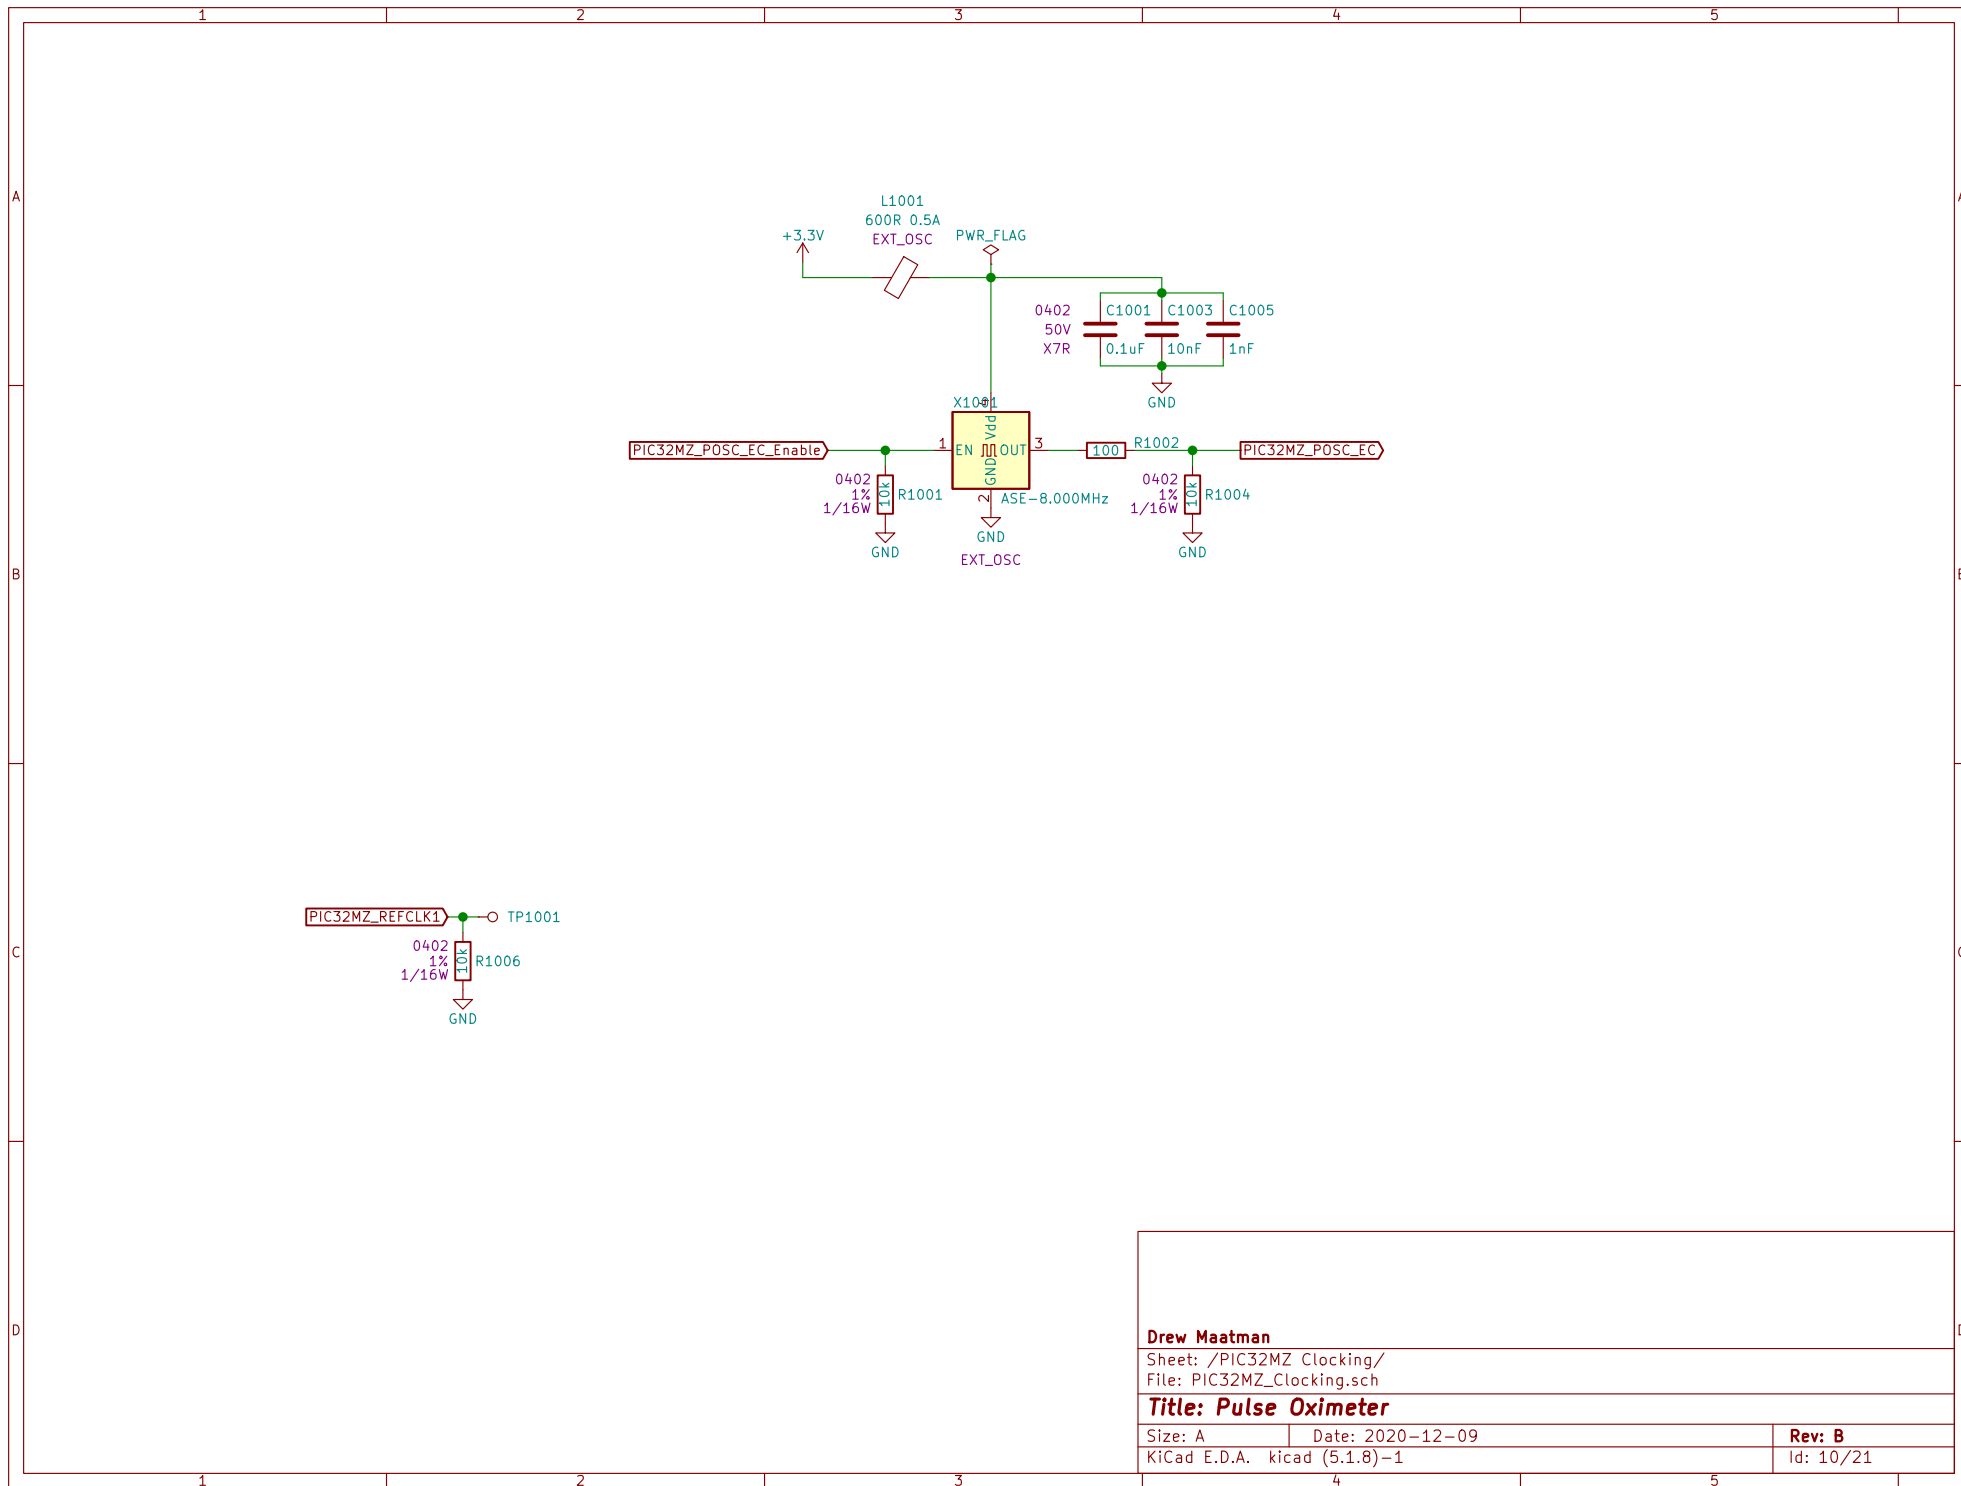 1 2 3 4 5
A
L1001
600R 0.5A
EXT_OSC
+3.3V
PWR_FLAG
0402
50V
X7R
C1001
0.1uF
C1003
10nF
C1005
1nF
GND
X1001
4
Vdd
PIC32MZ_POSC_EC_Enable
1
EN
OUT
3
GND
2
100
R1002
PIC32MZ_POSC_EC
0402
1%
1/16W
10k
R1001
GND
ASE-8.000MHz
GND
EXT_OSC
0402
1%
1/16W
10k
R1004
GND
B
PIC32MZ_REFCLK1
TP1001
0402
1%
1/16W
10k
R1006
GND
C
D
Drew Maatman
Sheet: /PIC32MZ Clocking/
File: PIC32MZ_Clocking.sch
Title: Pulse Oximeter
Size: A Date: 2020-12-09 Rev: B
KiCad E.D.A. kicad (5.1.8)-1 Id: 10/21
1 2 3 4 5